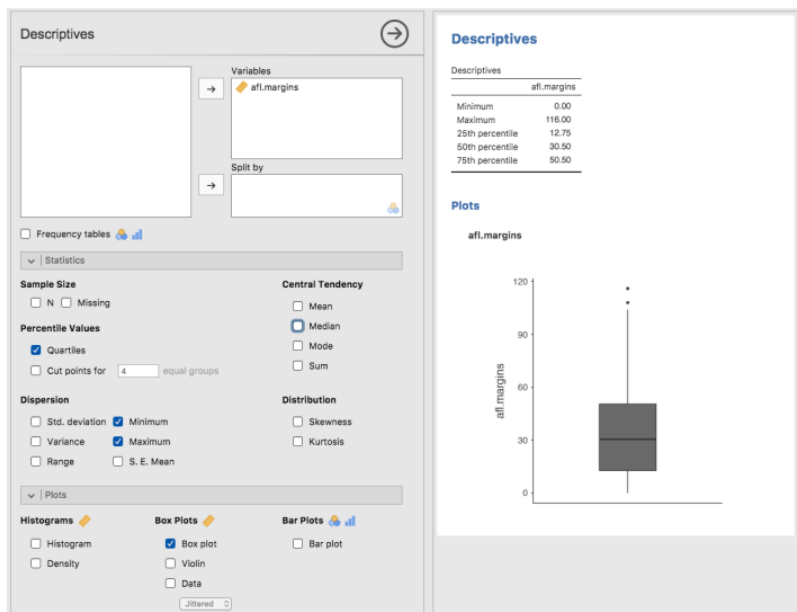 Descriptives
Variables
afl.margins
Split by
Frequency tables
Statistics
Sample Size
N Missing
Percentile Values
Quartiles
Cut points for 4 equal groups
Central Tendency
Mean
Median
Mode
Sum
Dispersion
Std. deviation Minimum
Variance Maximum
Range S. E. Mean
Distribution
Skewness
Kurtosis
Plots
Histograms
Histogram
Density
Box Plots
Box plot
Violin
Data
Jittered
Bar Plots
Bar plot
Descriptives
Descriptives
afl.margins
Minimum 0.00
Maximum 116.00
25th percentile 12.75
50th percentile 30.50
75th percentile 50.50
Plots
afl.margins
120
90
60
30
0
afl.margins